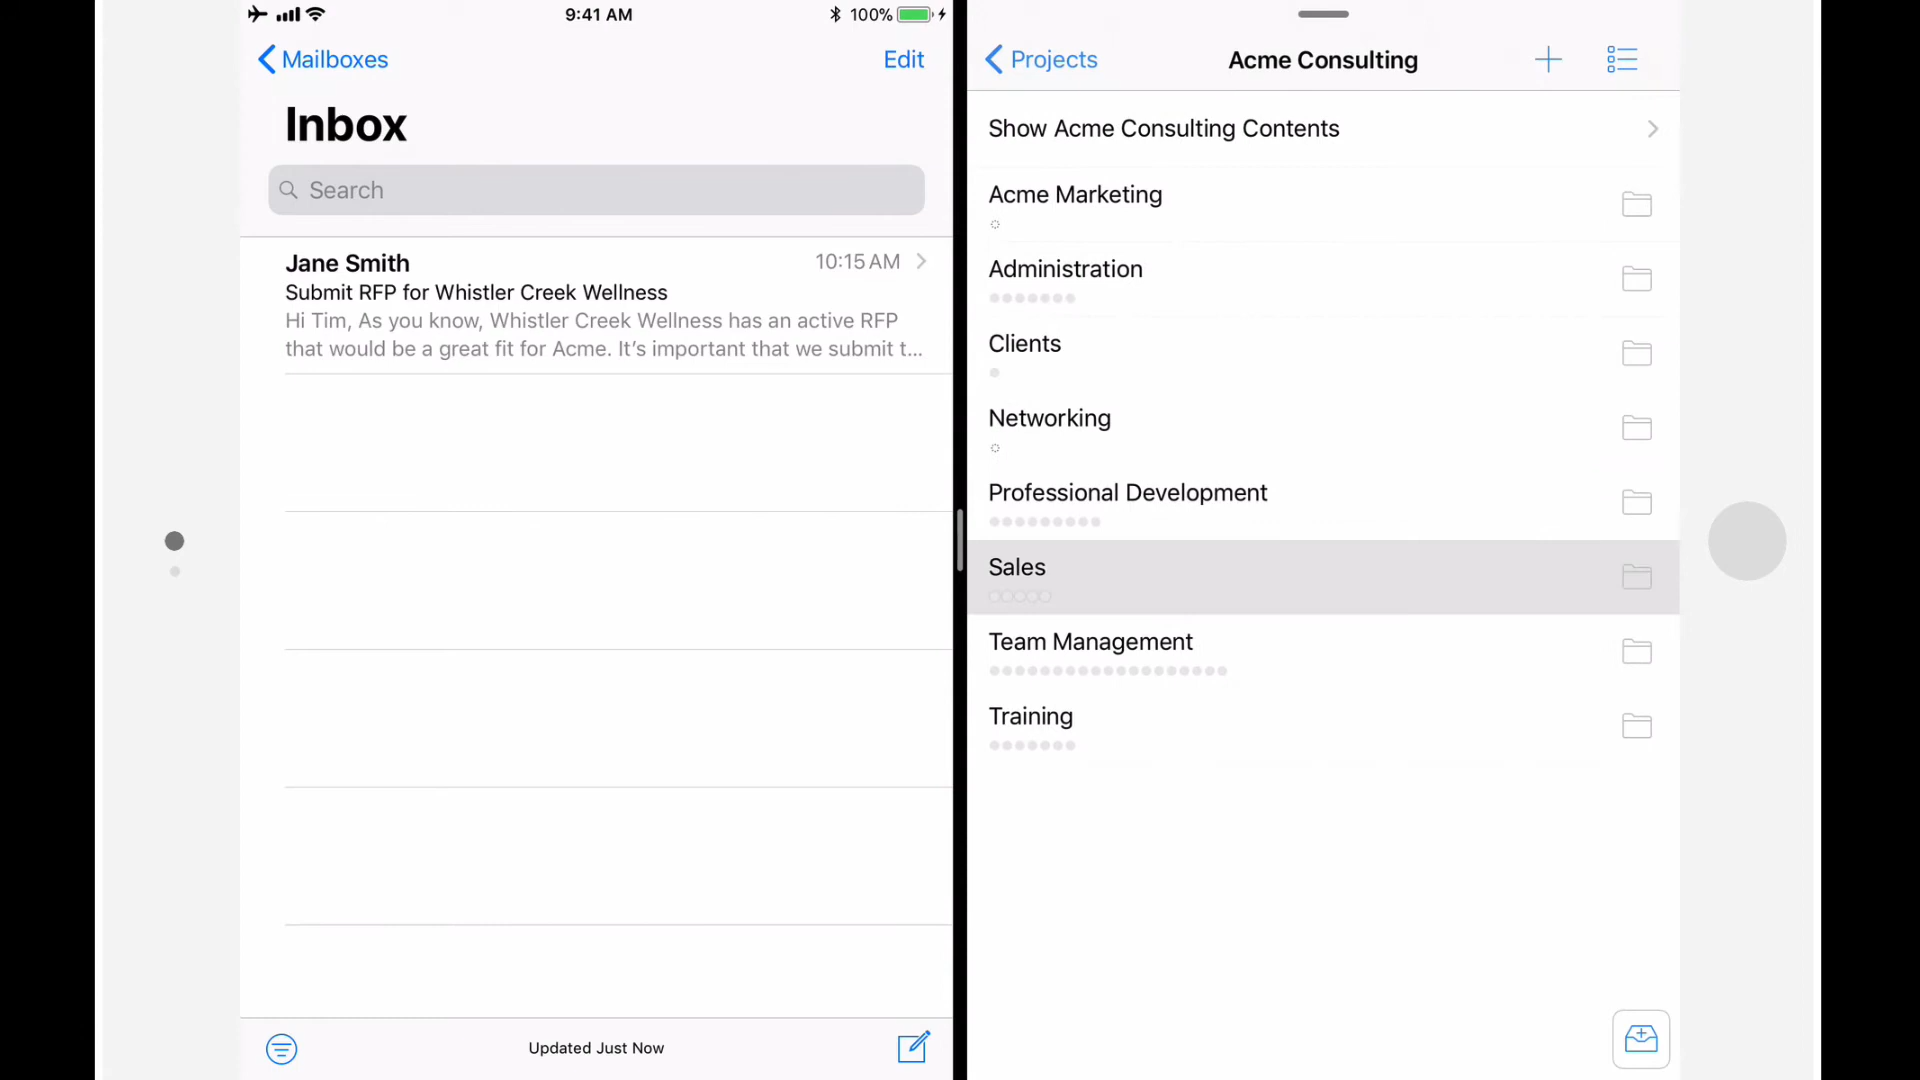 9:41 AM
100%
Mailboxes
Edit
Inbox
Search
Jane Smith
10:15 AM
Submit RFP for Whistler Creek Wellness
Hi Tim, As you know, Whistler Creek Wellness has an active RFP
that would be a great fit for Acme. It’s important that we submit t...
Updated Just Now
Projects
Acme Consulting
Show Acme Consulting Contents
Acme Marketing
Administration
Clients
Networking
Professional Development
Sales
Team Management
Training